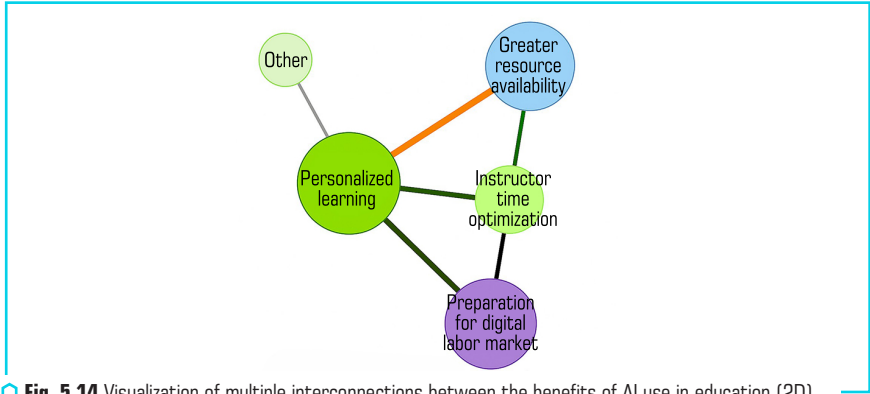 Other
Greater
resource
availability
Personalized
learning
Instructor
time
optimization
Preparation
for digital
labor market
Fig. 5.14 Visualization of multiple interconnections between the benefits of AI use in education (2D)